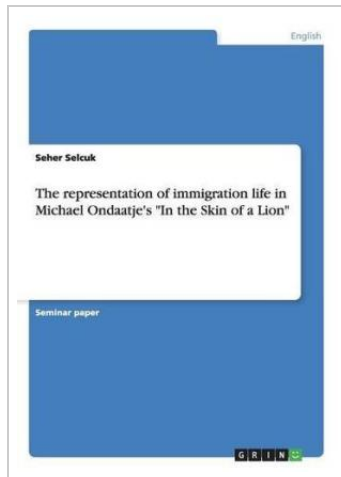 English
Seher Selcuk
The representation of immigration life in
Michael Ondaatje's "In the Skin of a Lion"
Seminar paper
GRIN